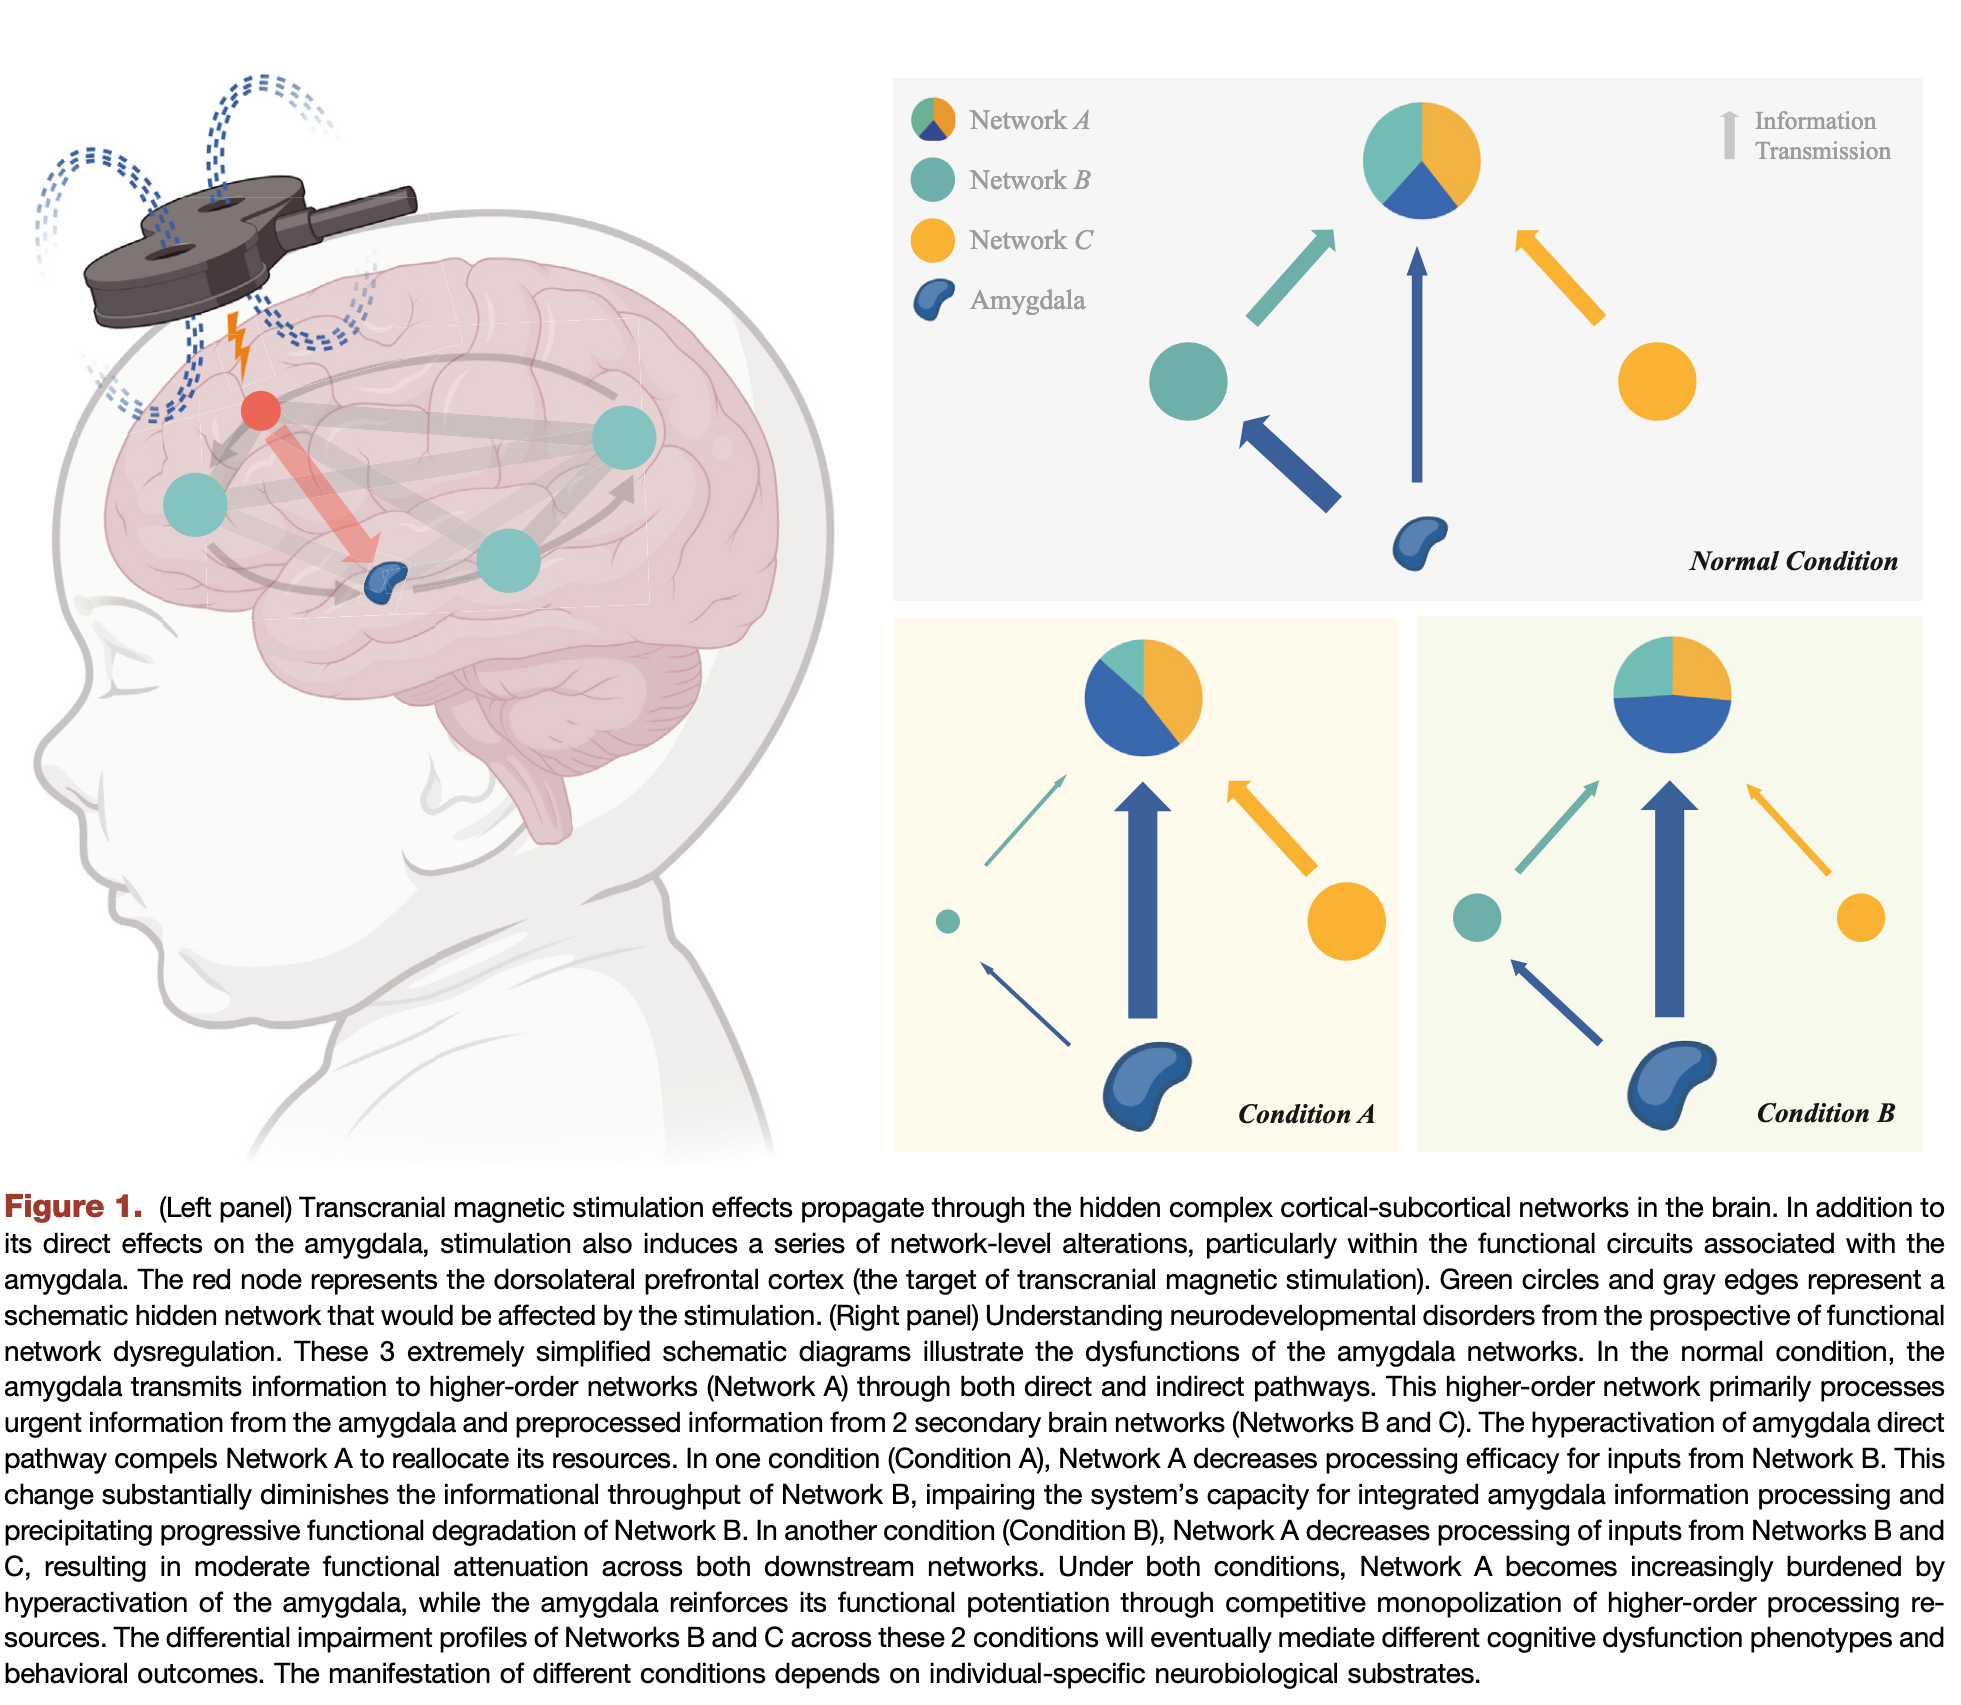 Network A
Network B
Network C
Amygdala
Information
Transmission
Normal Condition
Condition A
Condition B
Figure 1. (Left panel) Transcranial magnetic stimulation effects propagate through the hidden complex cortical-subcortical networks in the brain. In addition to
its direct effects on the amygdala, stimulation also induces a series of network-level alterations, particularly within the functional circuits associated with the
amygdala. The red node represents the dorsolateral prefrontal cortex (the target of transcranial magnetic stimulation). Green circles and gray edges represent a
schematic hidden network that would be affected by the stimulation. (Right panel) Understanding neurodevelopmental disorders from the prospective of functional
network dysregulation. These 3 extremely simplified schematic diagrams illustrate the dysfunctions of the amygdala networks. In the normal condition, the
amygdala transmits information to higher-order networks (Network A) through both direct and indirect pathways. This higher-order network primarily processes
urgent information from the amygdala and preprocessed information from 2 secondary brain networks (Networks B and C). The hyperactivation of amygdala direct
pathway compels Network A to reallocate its resources. In one condition (Condition A), Network A decreases processing efficacy for inputs from Network B. This
change substantially diminishes the informational throughput of Network B, impairing the system's capacity for integrated amygdala information processing and
precipitating progressive functional degradation of Network B. In another condition (Condition B), Network A decreases processing of inputs from Networks B and
C, resulting in moderate functional attenuation across both downstream networks. Under both conditions, Network A becomes increasingly burdened by
hyperactivation of the amygdala, while the amygdala reinforces its functional potentiation through competitive monopolization of higher-order processing re-
sources. The differential impairment profiles of Networks B and C across these 2 conditions will eventually mediate different cognitive dysfunction phenotypes and
behavioral outcomes. The manifestation of different conditions depends on individual-specific neurobiological substrates.